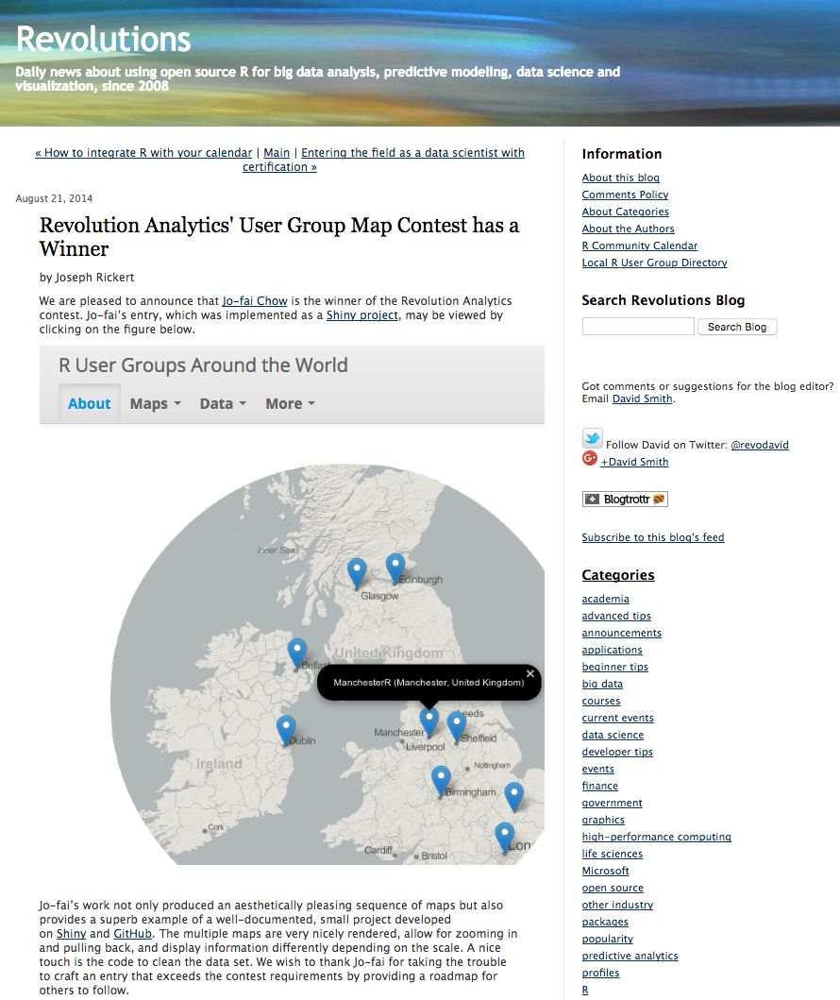 Revolutions
Daily news about using open source R for big data analysis, predictive modeling, data science and
visualization, since 2008
« How to integrate R with your calendar | Main | Entering the field as a data scientist with
certification »
August 21, 2014
Revolution Analytics' User Group Map Contest has a
Winner
by Joseph Rickert
We are pleased to announce that Jo-fai Chow is the winner of the Revolution Analytics
contest. Jo-fai's entry, which was implemented as a Shiny project, may be viewed by
clicking on the figure below.
R User Groups Around the World
About Maps Data More
Inner Seas
Edinburgh
Glasgow
United Kingdom
Belfast
ManchesterR (Manchester, United Kingdom) ×
Leeds
Manchester
Sheffield
Dublin
Liverpool
Ireland
Nottingham
Birmingham
Cork
Lon
Cardiff
Bristol
Jo-fai's work not only produced an aesthetically pleasing sequence of maps but also
provides a superb example of a well-documented, small project developed
on Shiny and GitHub. The multiple maps are very nicely rendered, allow for zooming in
and pulling back, and display information differently depending on the scale. A nice
touch is the code to clean the data set. We wish to thank Jo-fai for taking the trouble
to craft an entry that exceeds the contest requirements by providing a roadmap for
others to follow.
Information
About this blog
Comments Policy
About Categories
About the Authors
R Community Calendar
Local R User Group Directory
Search Revolutions Blog
Search Blog
Got comments or suggestions for the blog editor?
Email David Smith.
Follow David on Twitter: @revodavid
+David Smith
Blogtrottr
Subscribe to this blog's feed
Categories
academia
advanced tips
announcements
applications
beginner tips
big data
courses
current events
data science
developer tips
events
finance
government
graphics
high-performance computing
life sciences
Microsoft
open source
other industry
packages
popularity
predictive analytics
profiles
R